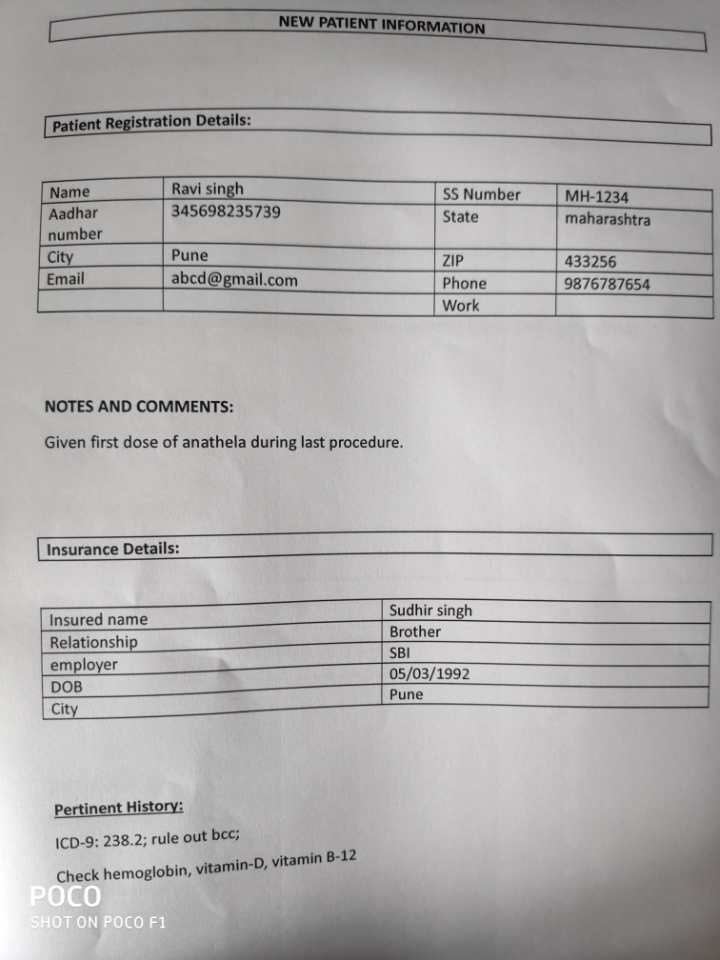 NEW PATIENT INFORMATION
Patient Registration Details:
Name Ravi singh SS Number MH-1234
Aadhar number 345698235739 State maharashtra
City Pune ZIP 433256
Email abcd@gmail.com Phone 9876787654
Work
NOTES AND COMMENTS:
Given first dose of anathela during last procedure.
Insurance Details:
Insured name Sudhir singh
Relationship Brother
employer SBI
DOB 05/03/1992
City Pune
Pertinent History:
ICD-9: 238.2; rule out bcc;
Check hemoglobin, vitamin-D, vitamin B-12
POCO
SHOT ON POCO F1